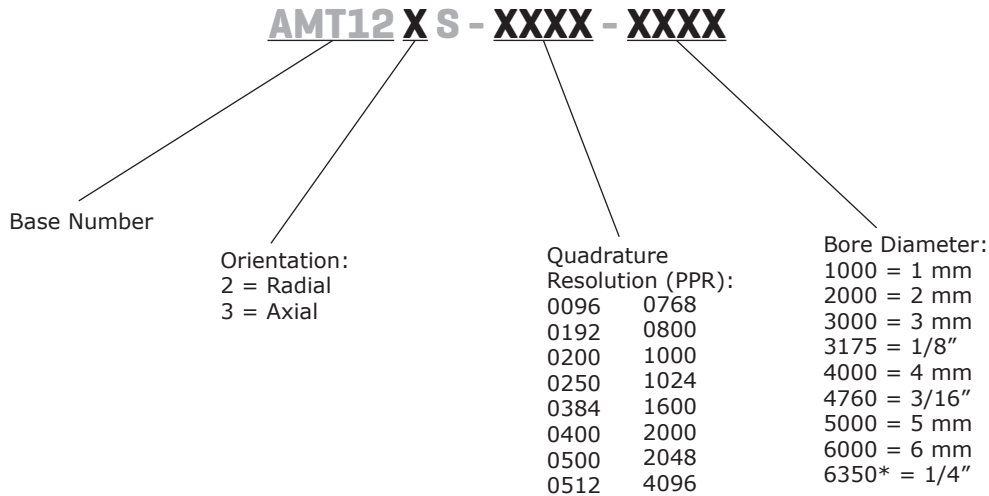 AMT12 X S - XXXX - XXXX
Base Number
Orientation:
2 = Radial
3 = Axial
Quadrature
Resolution (PPR):
0096 0768
0192 0800
0200 1000
0250 1024
0384 1600
0400 2000
0500 2048
0512 4096
Bore Diameter:
1000 = 1 mm
2000 = 2 mm
3000 = 3 mm
3175 = 1/8”
4000 = 4 mm
4760 = 3/16”
5000 = 5 mm
6000 = 6 mm
6350* = 1/4”